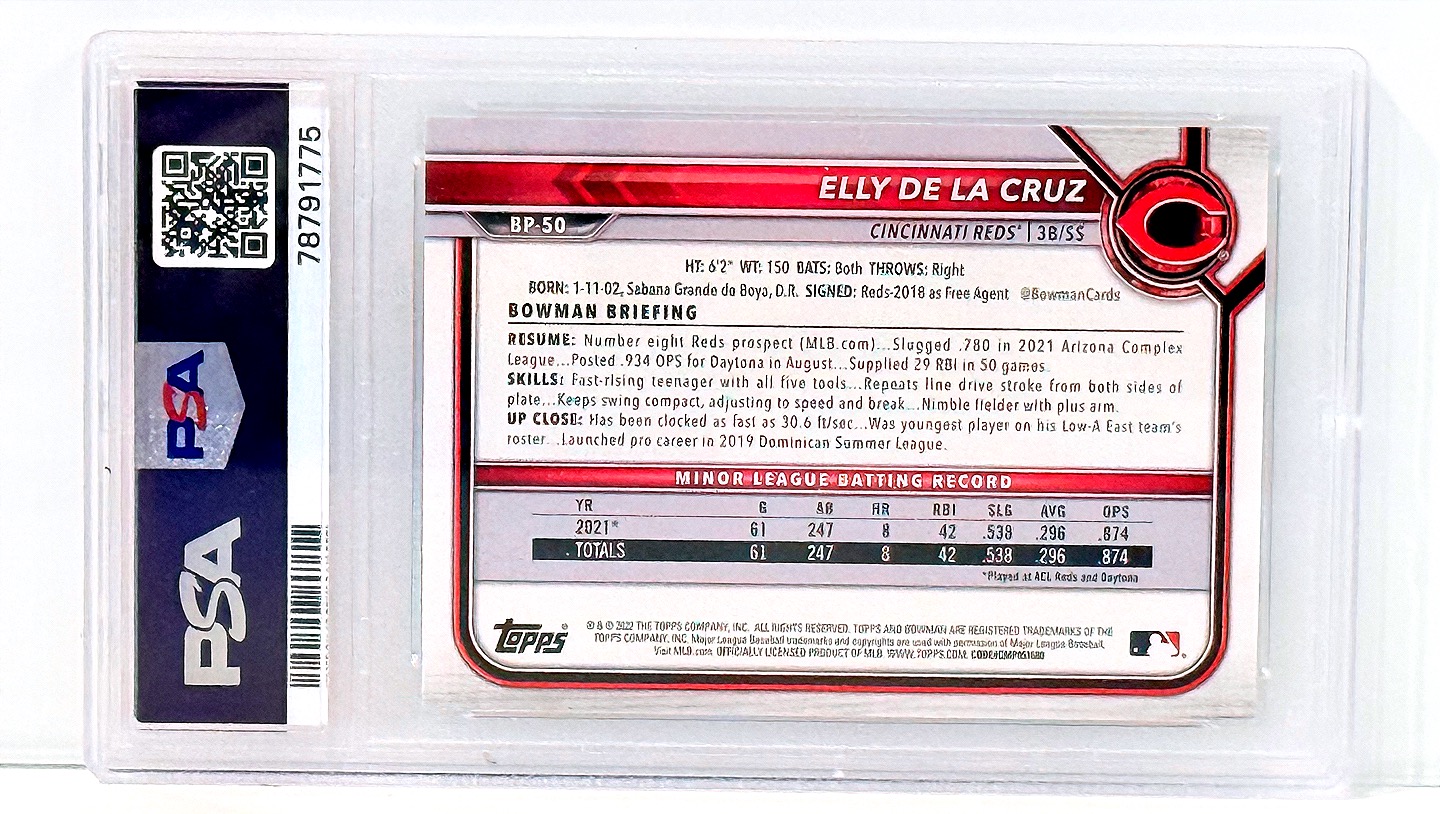 PSA
PSA
78791775
ELLY DE LA CRUZ
BP-50
CINCINNATI REDS® | 3B/SS
HT: 6'2" WT: 150 BATS: Both THROWS: Right
BORN: 1-11-02, Sabana Grande de Boya, D.R. SIGNED: Reds-2018 as Free Agent @BowmanCards
BOWMAN BRIEFING
RESUME: Number eight Reds prospect (MLB.com)...Slugged .780 in 2021 Arizona Complex
League...Posted .934 OPS for Daytona in August...Supplied 29 RBI in 50 games.
SKILLS: Fast-rising teenager with all five tools...Repeats line drive stroke from both sides of
plate...Keeps swing compact, adjusting to speed and break...Nimble fielder with plus arm.
UP CLOSE: Has been clocked as fast as 30.6 ft/sec...Was youngest player on his Low-A East team's
roster...Launched pro career in 2019 Dominican Summer League.
MINOR LEAGUE BATTING RECORD
YR G AB HR RBI SLG AVG OPS
2021* 61 247 8 42 .538 .296 .874
TOTALS 61 247 8 42 .538 .296 .874
*Played at ACL Reds and Daytona
TOPPS®
® & © 2022 THE TOPPS COMPANY, INC. ALL RIGHTS RESERVED. TOPPS AND BOWMAN ARE REGISTERED TRADEMARKS OF THE
TOPPS COMPANY, INC. Major League Baseball trademarks and copyrights are used with permission of Major League Baseball.
Visit MLB.com OFFICIALLY LICENSED PRODUCT OF MLB WWW.TOPPS.COM